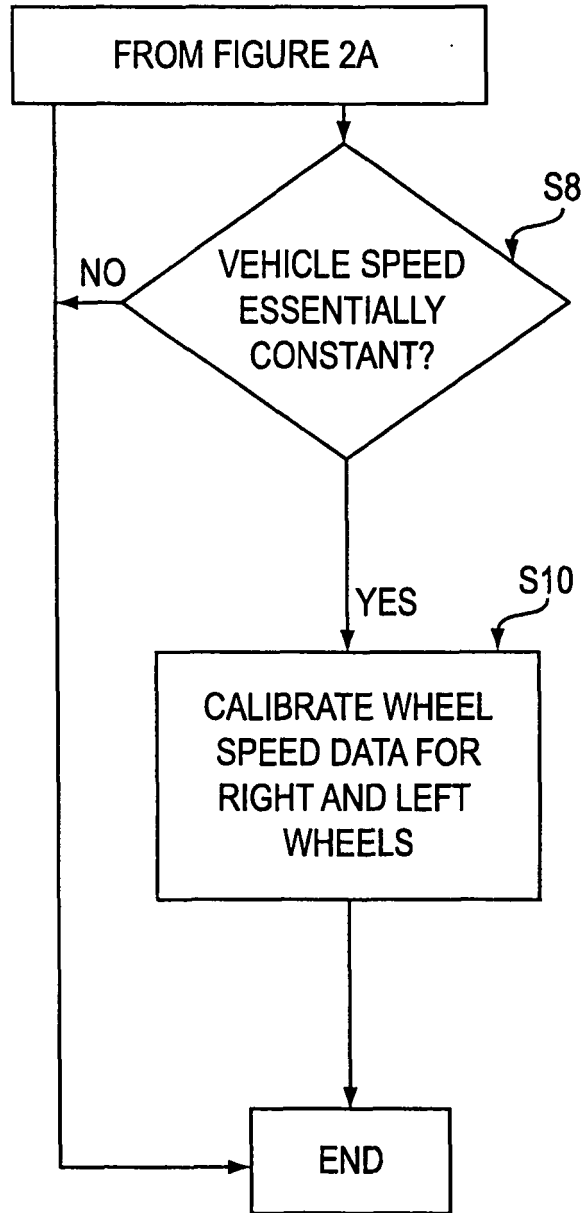 FROM FIGURE 2A
S8
VEHICLE SPEED
ESSENTIALLY
CONSTANT?
NO
YES
S10
CALIBRATE WHEEL
SPEED DATA FOR
RIGHT AND LEFT
WHEELS
END